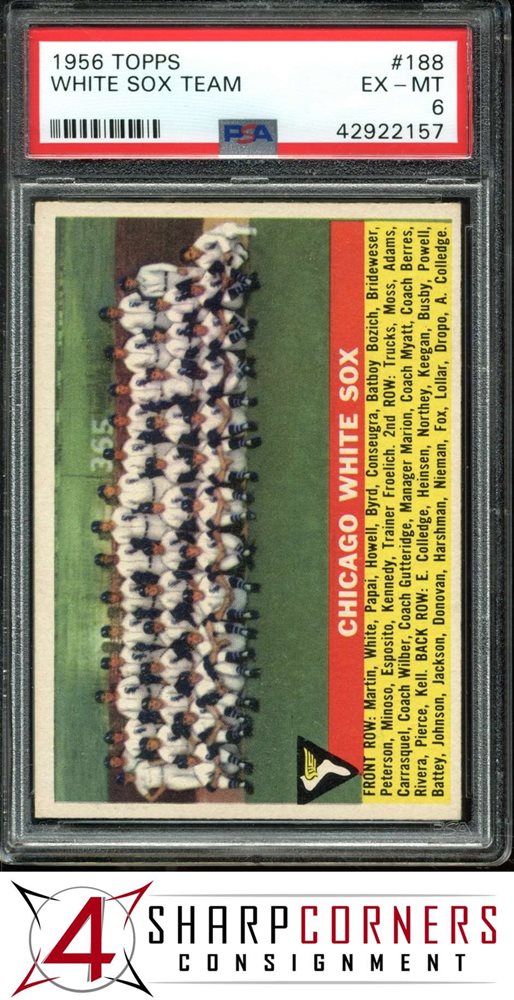 1956 TOPPS #188
WHITE SOX TEAM EX - MT
6
PSA 42922157
365
CHICAGO WHITE SOX
FRONT ROW: Martin, White, Papai, Howell, Byrd, Conseugra, Batboy Bozich, Brideweser,
Peterson, Minoso, Esposito, Kennedy, Trainer Froelich. 2nd ROW: Trucks, Moss, Adams,
Carrasquel, Coach Wilber, Coach Gutteridge, Manager Marion, Coach Myatt, Coach Berres,
Rivera, Pierce, Kell. BACK ROW: E. Colledge, Heinsen, Northey, Keegan, Busby, Powell,
Battey, Johnson, Jackson, Donovan, Harshman, Nieman, Fox, Lollar, Dropo, A. Colledge.
4 SHARPCORNERS
CONSIGNMENT